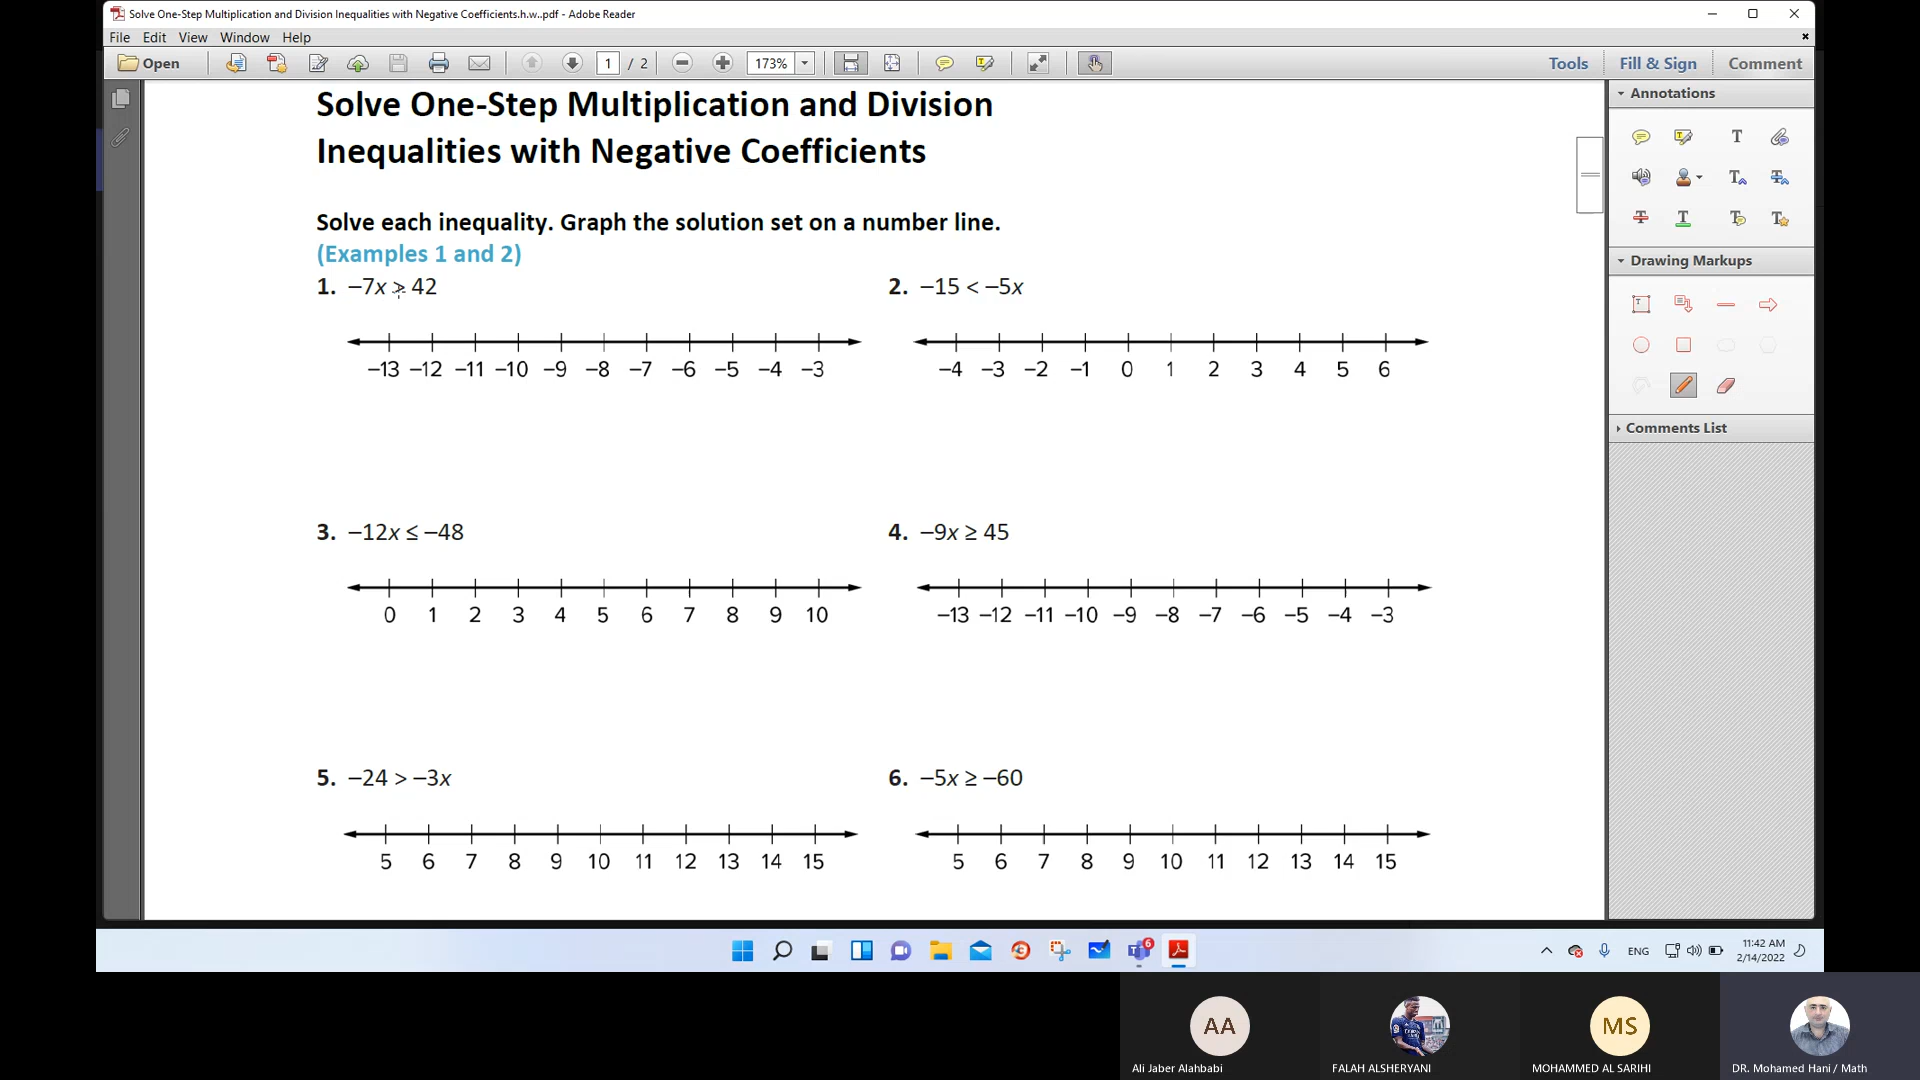 Solve One-Step Multiplication and Division Inequalities with Negative Coefficients.h.w..pdf - Adobe Reader
File Edit View Window Help
Open 1 / 2 173% Tools Fill & Sign Comment
Annotations
Drawing Markups
Comments List
Solve One-Step Multiplication and Division
Inequalities with Negative Coefficients
Solve each inequality. Graph the solution set on a number line.
(Examples 1 and 2)
1. −7x > 42
−13 −12 −11 −10 −9 −8 −7 −6 −5 −4 −3
2. −15 < −5x
−4 −3 −2 −1 0 1 2 3 4 5 6
3. −12x ≤ −48
0 1 2 3 4 5 6 7 8 9 10
4. −9x ≥ 45
−13 −12 −11 −10 −9 −8 −7 −6 −5 −4 −3
5. −24 > −3x
5 6 7 8 9 10 11 12 13 14 15
6. −5x ≥ −60
5 6 7 8 9 10 11 12 13 14 15
6
ENG
11:42 AM
2/14/2022
AA
MS
Ali Jaber Alahbabi
FALAH ALSHERYANI
MOHAMMED AL SARIHI
DR. Mohamed Hani / Math